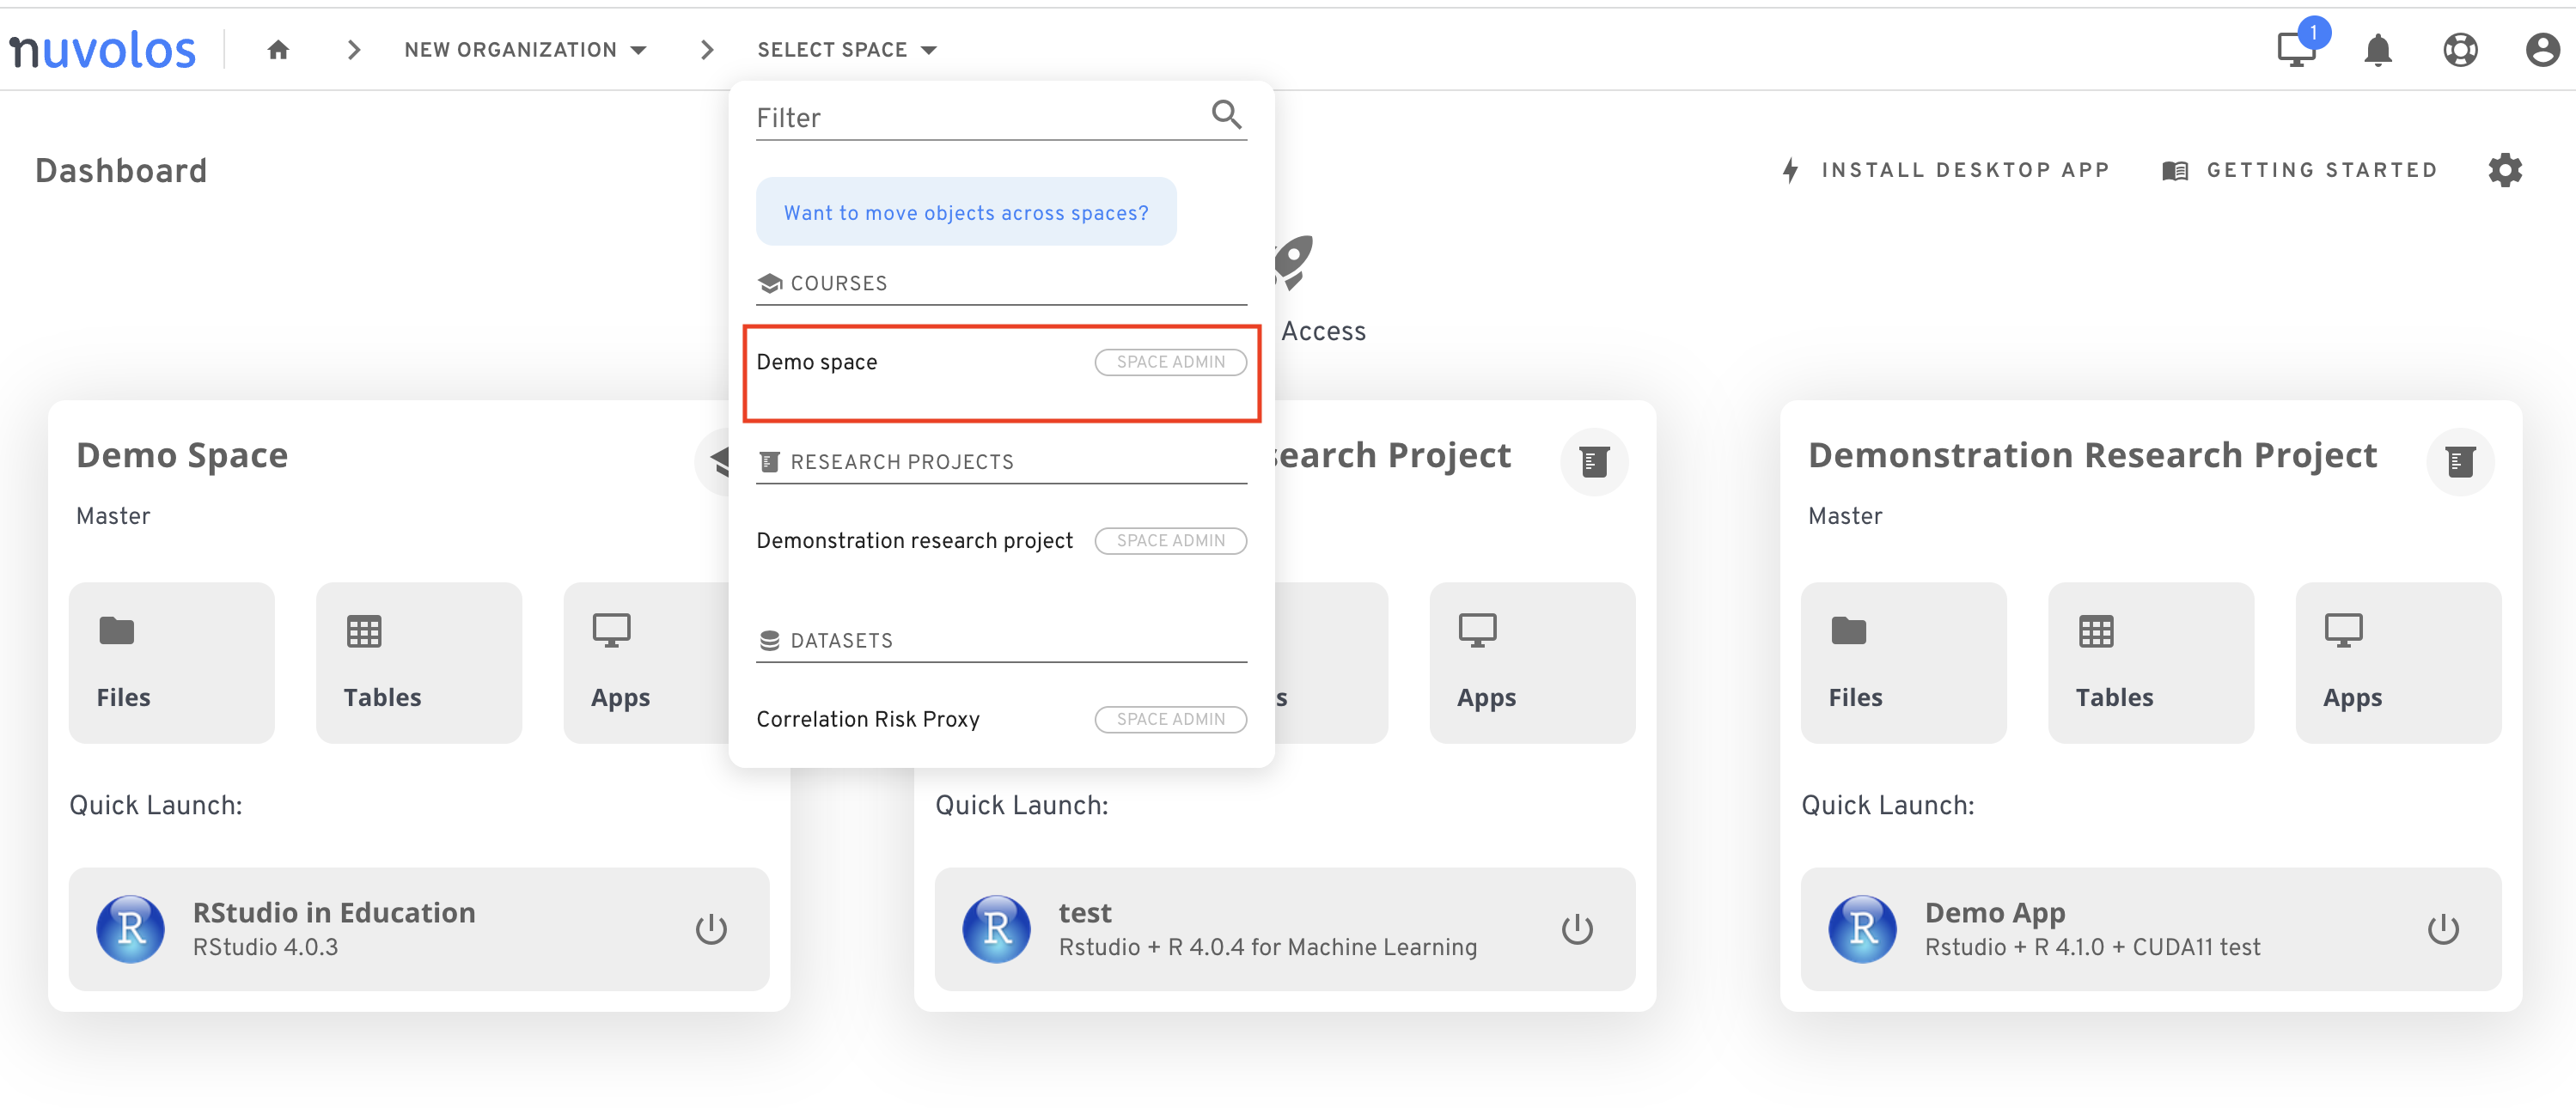 nuvolos
NEW ORGANIZATION
SELECT SPACE
1
Filter
Dashboard
INSTALL DESKTOP APP
GETTING STARTED
Want to move objects across spaces?
COURSES
Access
Demo space
SPACE ADMIN
RESEARCH PROJECTS
Demonstration research project
SPACE ADMIN
DATASETS
Correlation Risk Proxy
SPACE ADMIN
Demo Space
Master
Files
Tables
Apps
Quick Launch:
R
RStudio in Education
RStudio 4.0.3
earch Project
s
Apps
Quick Launch:
R
test
Rstudio + R 4.0.4 for Machine Learning
Demonstration Research Project
Master
Files
Tables
Apps
Quick Launch:
R
Demo App
Rstudio + R 4.1.0 + CUDA11 test